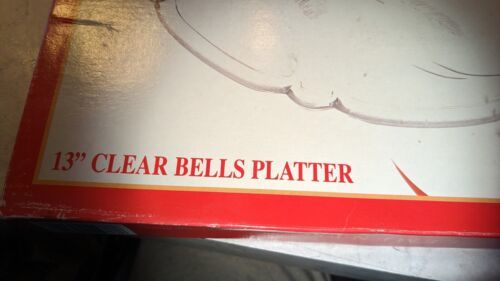 13” CLEAR BELLS PLATTER